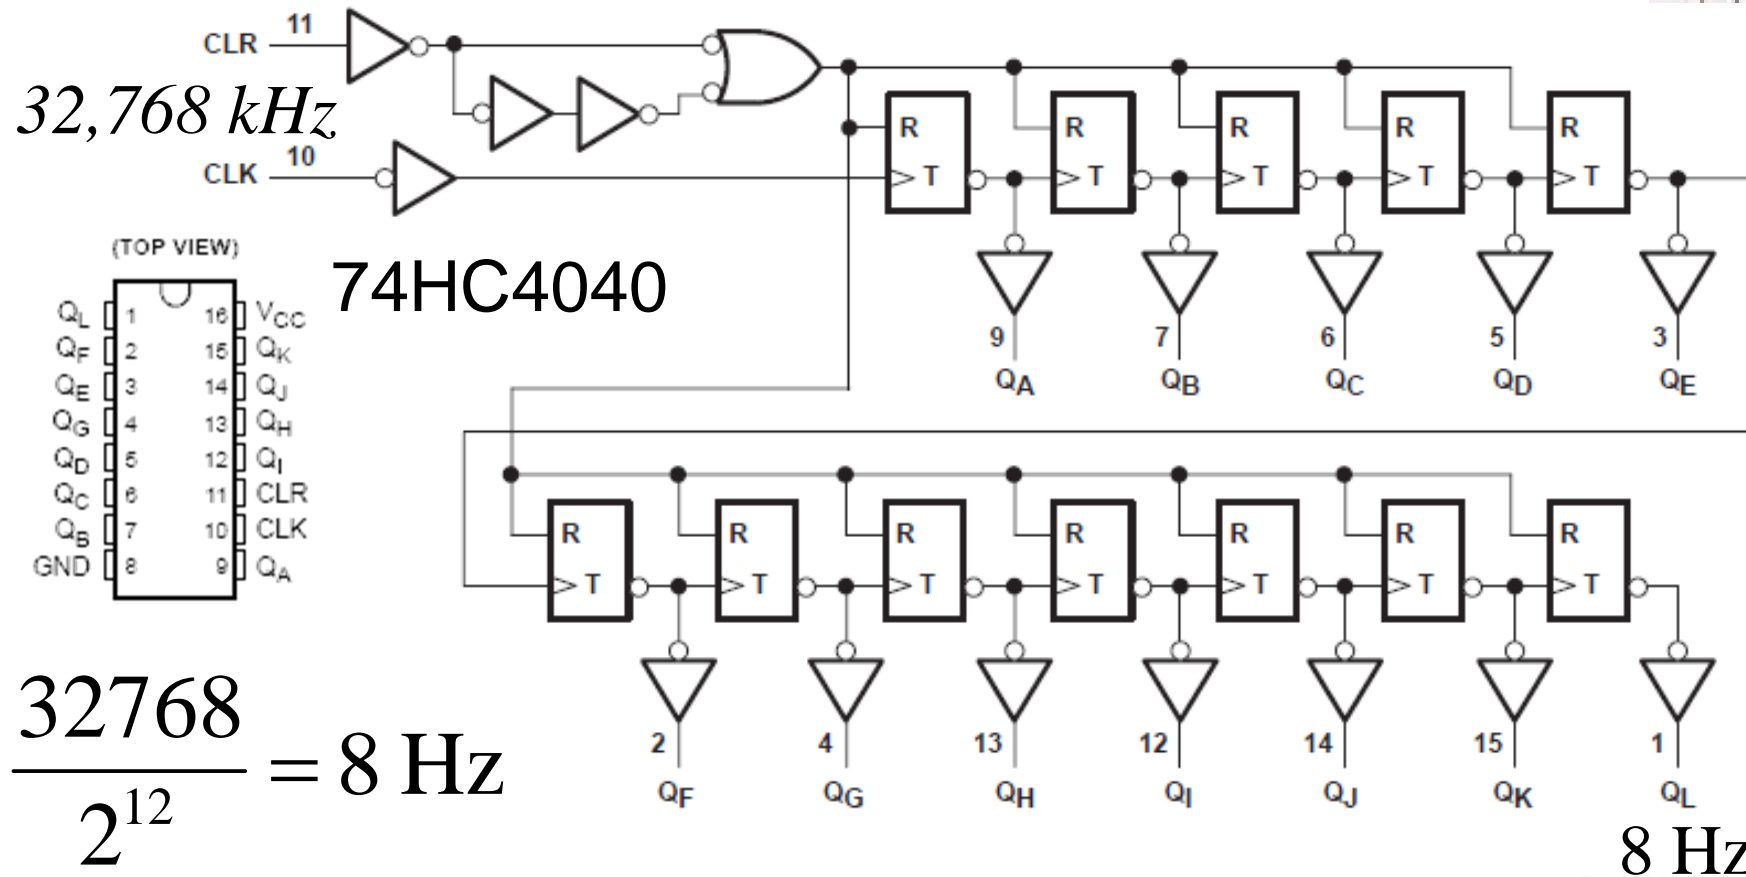 CLR 11
32,768 kHz
CLK 10
R R R R R
T T T T T
(TOP VIEW)
74HC4040
QL 1 16 VCC
QF 2 15 QK
QE 3 14 QJ
QG 4 13 QH
QD 5 12 QI
QC 6 11 CLR
QB 7 10 CLK
GND 8 9 QA
9 7 6 5 3
QA QB QC QD QE
R R R R R R R
T T T T T T T
2 4 13 12 14 15 1
QF QG QH QI QJ QK QL
32768
2^12
= 8 Hz
8 Hz